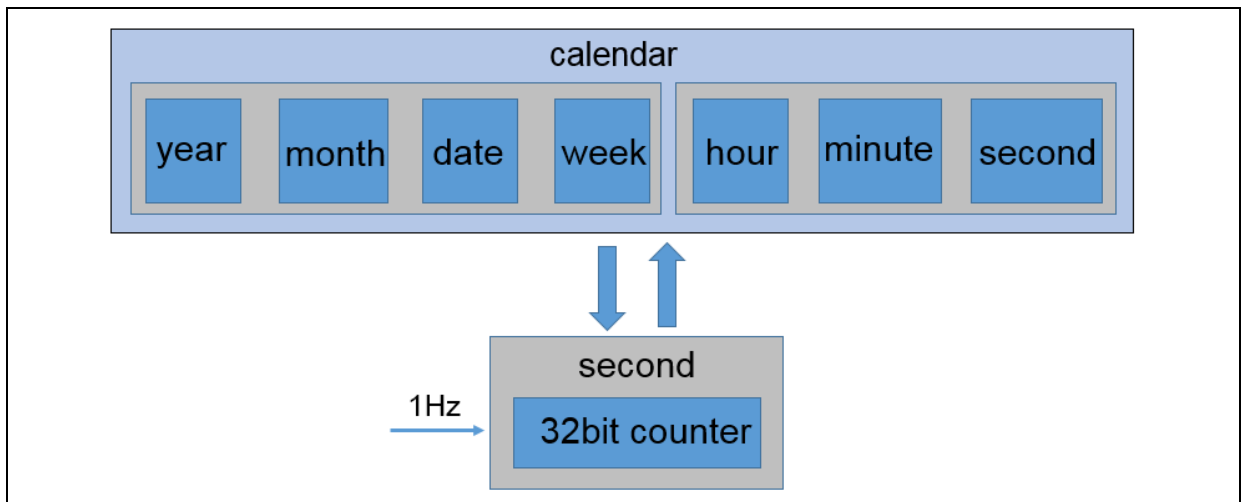 calendar
year month date week hour minute second
second
1Hz
32bit counter